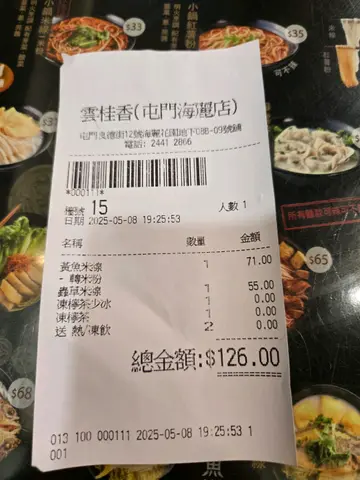 雲桂香(屯門海麗店)
屯門良德街12號海麗花園地下08B-09號舖
電話: 2441 2866
*000111*
檯號 15
人數 1
日期 2025-05-08 19:25:53
名稱 數量 金額
黃魚米線 1 71.00
- 轉米粉
蟲草米線 1 55.00
凍檸茶少冰 1 0.00
凍檸茶 1 0.00
送 熱/凍飲 2 0.00
總金額:$126.00
013 100 000111 2025-05-08 19:25:53 1
001
$33
$35
$33
$65
$68